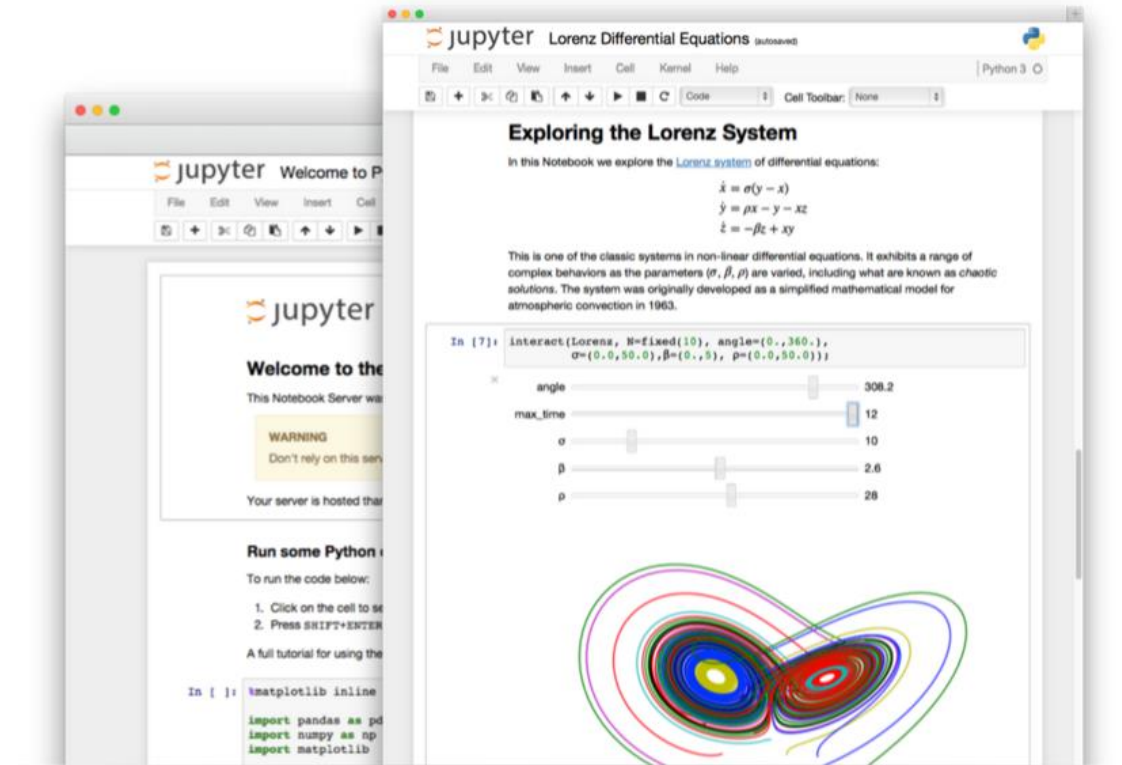 jupyter Lorenz Differential Equations (autosaved)
File Edit View Insert Cell Kernel Help Python 3
Code Cell Toolbar: None
Exploring the Lorenz System
In this Notebook we explore the Lorenz system of differential equations:
ẋ = σ(y − x)
ẏ = ρx − y − xz
ż = −βz + xy
This is one of the classic systems in non-linear differential equations. It exhibits a range of
complex behaviors as the parameters (σ, β, ρ) are varied, including what are known as chaotic
solutions. The system was originally developed as a simplified mathematical model for
atmospheric convection in 1963.
In [7]: interact(Lorenz, N=fixed(10), angle=(0.,360.),
σ=(0.0,50.0),β=(0.,5), ρ=(0.0,50.0));
angle 308.2
max_time 12
σ 10
β 2.6
ρ 28
jupyter Welcome to P
File Edit View Insert Cell
jupyter
Welcome to the
This Notebook Server wa
WARNING
Don't rely on this serv
Your server is hosted than
Run some Python
To run the code below:
1. Click on the cell to se
2. Press SHIFT+ENTER
A full tutorial for using the
In [ ]: %matplotlib inline
import pandas as pd
import numpy as np
import matplotlib